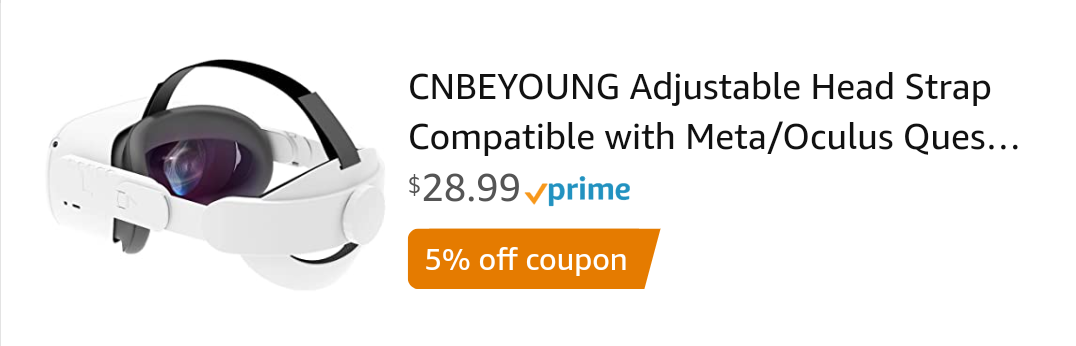 CNBEYOUNG Adjustable Head Strap
Compatible with Meta/Oculus Ques...
$28.99 prime
5% off coupon